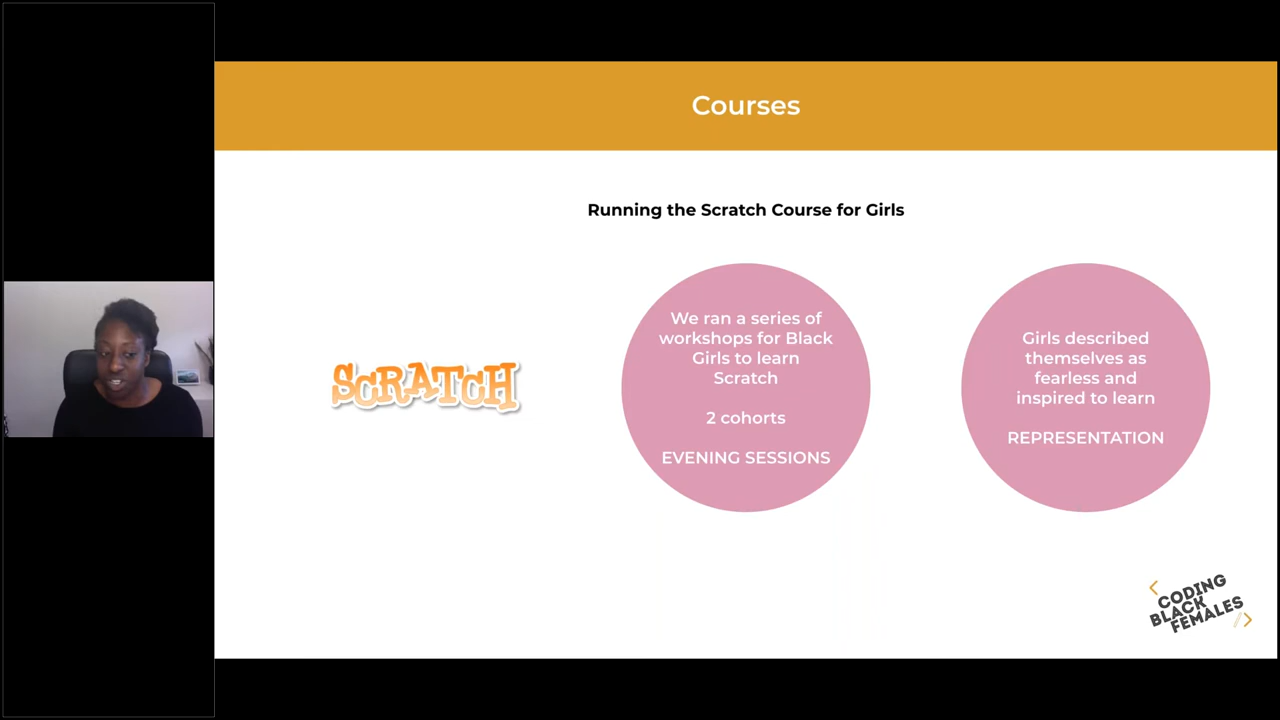 Courses
Running the Scratch Course for Girls
SCRATCH
We ran a series of
workshops for Black
Girls to learn
Scratch
2 cohorts
EVENING SESSIONS
Girls described
themselves as
fearless and
inspired to learn
REPRESENTATION
CODING
BLACK
FEMALES